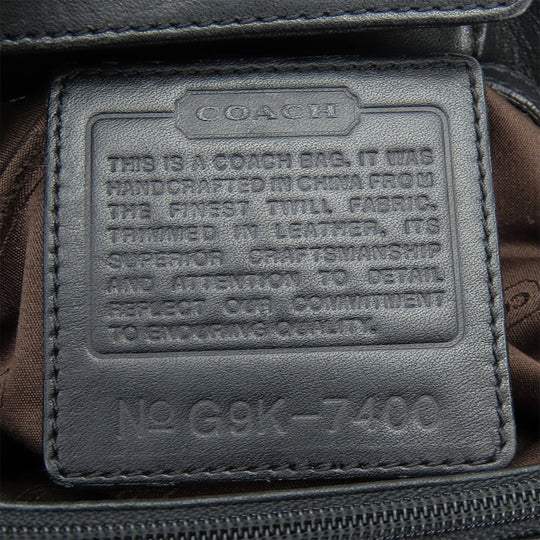 COACH
THIS IS A COACH BAG. IT WAS
HANDCRAFTED IN CHINA FROM
THE FINEST TWILL FABRIC.
TRIMMED IN LEATHER. ITS
SUPERIOR CRAFTSMANSHIP
AND ATTENTION TO DETAIL
REFLECT OUR COMMITMENT
TO ENDURING QUALITY.
No G9K-7400